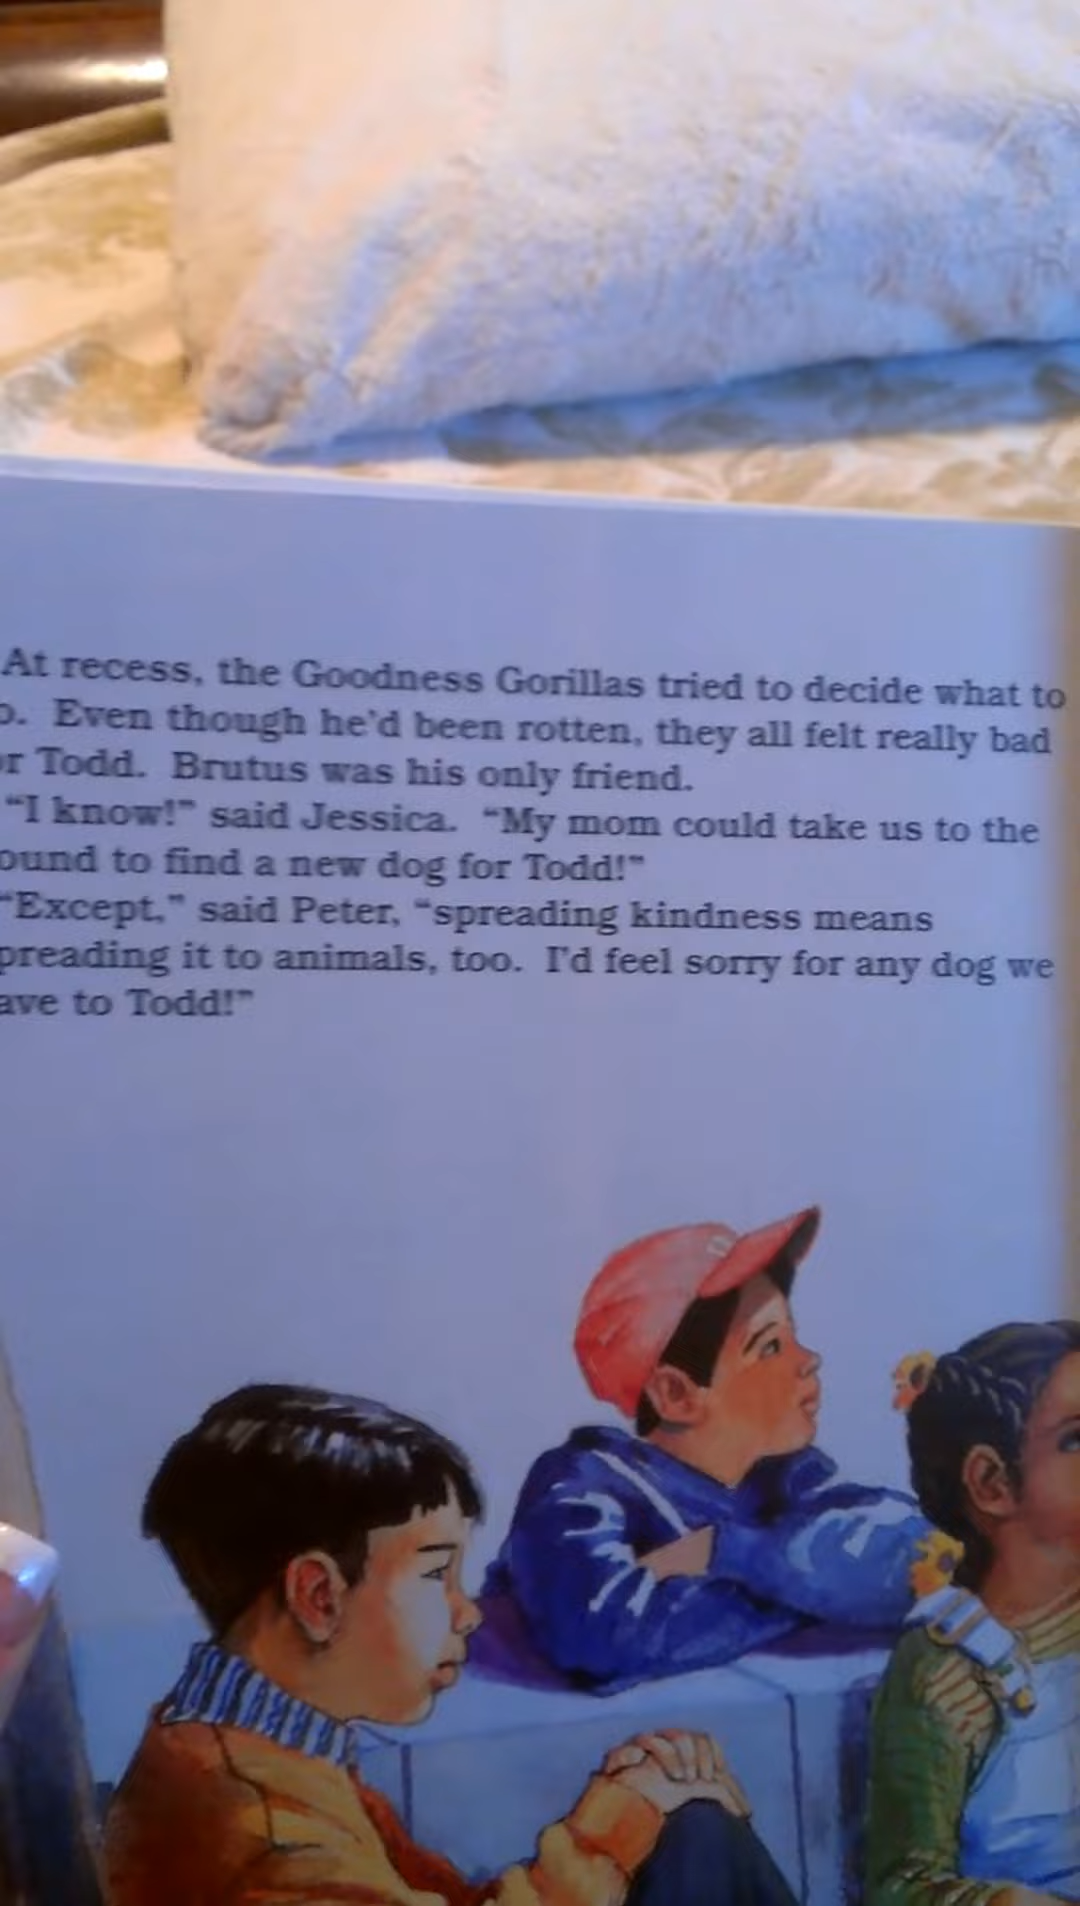 At recess, the Goodness Gorillas tried to decide what to
o. Even though he'd been rotten, they all felt really bad
or Todd. Brutus was his only friend.
"I know!" said Jessica. "My mom could take us to the
ound to find a new dog for Todd!"
"Except," said Peter, "spreading kindness means
preading it to animals, too. I'd feel sorry for any dog we
ave to Todd!"